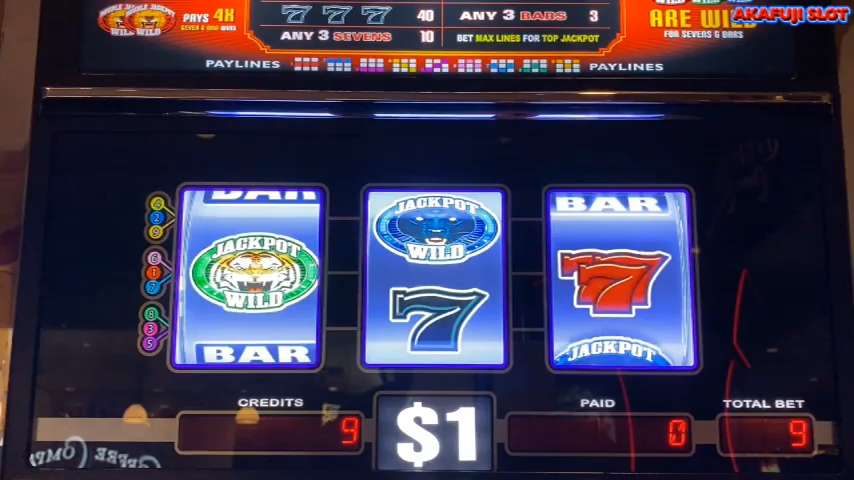 PAYS 4X
777 40
ANY 3 BARS 3
ARE WILD
AKAFUJI SLOT
WILD WILD
ANY 3 SEVENS 10
BET MAX LINES FOR TOP JACKPOT
FOR SEVENS & BARS
PAYLINES
PAYLINES
BAR
JACKPOT
WILD
BAR
JACKPOT
WILD
7
BAR
77
JACKPOT
4
2
9
6
1
7
8
3
5
CREDITS
9
$1
PAID
0
TOTAL BET
9